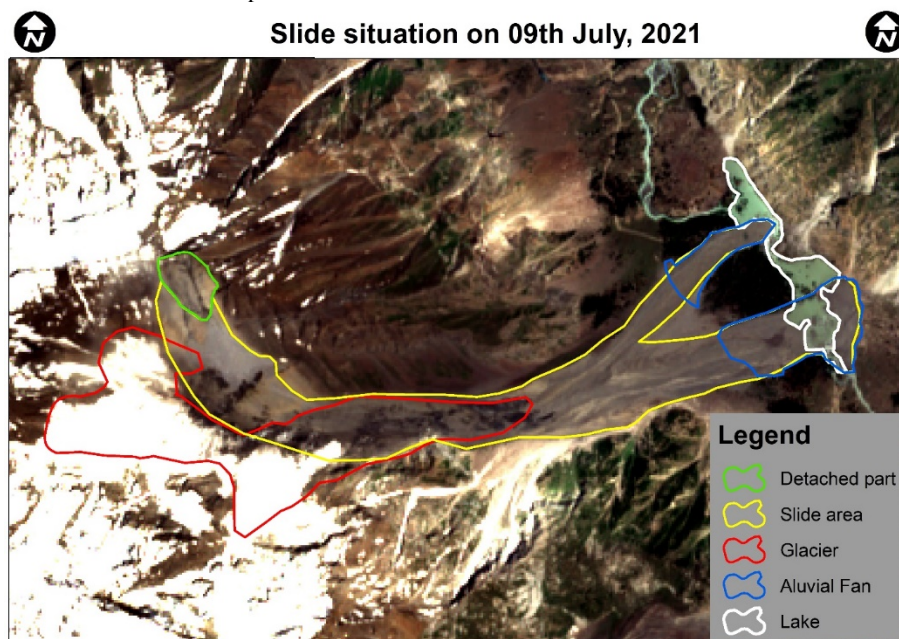 N
N
Slide situation on 09th July, 2021
Legend
Detached part
Slide area
Glacier
Aluvial Fan
Lake